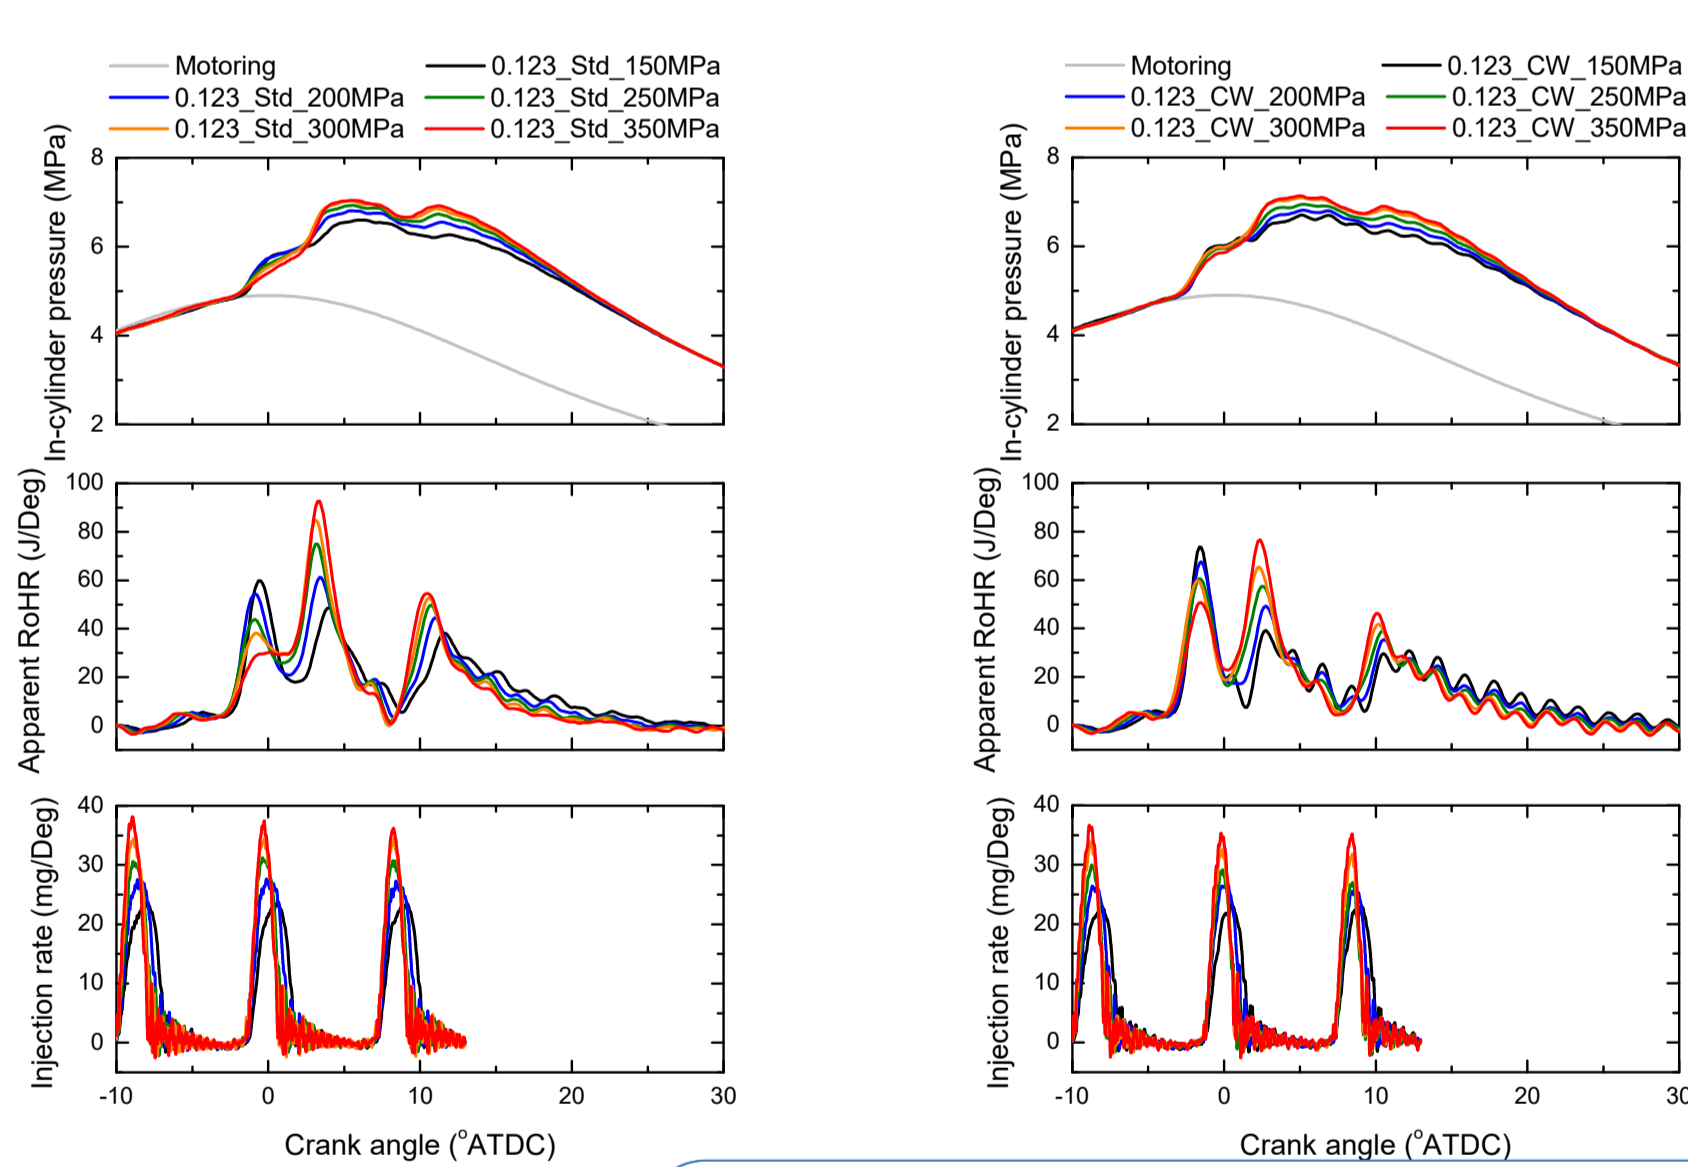 Motoring 0.123_Std_150MPa
0.123_Std_200MPa 0.123_Std_250MPa
0.123_Std_300MPa 0.123_Std_350MPa
In-cylinder pressure (MPa)
8
6
4
2
Apparent RoHR (J/Deg)
100
80
60
40
20
0
Injection rate (mg/Deg)
40
30
20
10
0
-10 0 10 20 30
Crank angle (°ATDC)
Motoring 0.123_CW_150MPa
0.123_CW_200MPa 0.123_CW_250MPa
0.123_CW_300MPa 0.123_CW_350MPa
In-cylinder pressure (MPa)
8
6
4
2
Apparent RoHR (J/Deg)
100
80
60
40
20
0
Injection rate (mg/Deg)
40
30
20
10
0
-10 0 10 20 30
Crank angle (°ATDC)